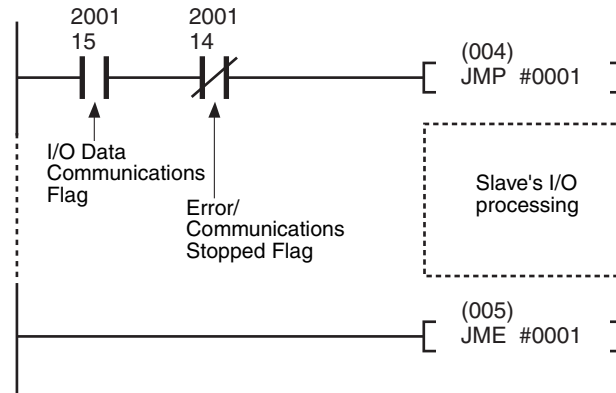 2001
15
2001
14
(004)
JMP #0001
I/O Data
Communications
Flag
Error/
Communications
Stopped Flag
Slave's I/O
processing
(005)
JME #0001